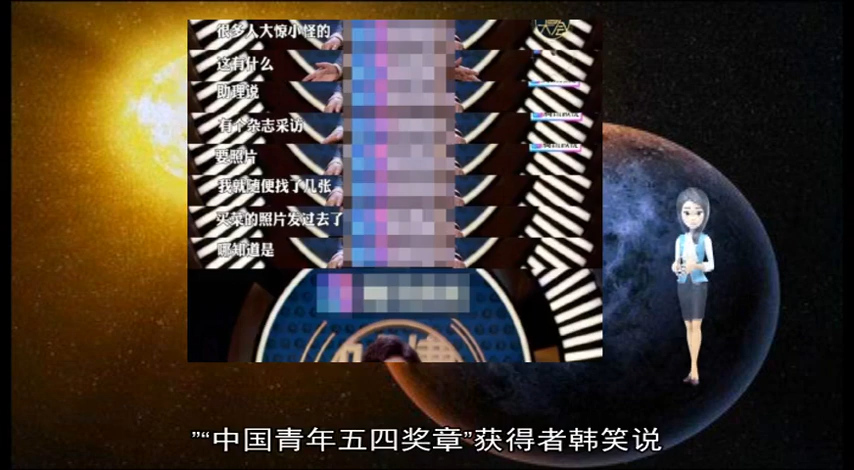 很多人大惊小怪的
大会
这有什么
助理说
有个杂志采访
要照片
我就随便找了几张
买菜的照片发过去了
哪知道是
”“中国青年五四奖章”获得者韩笑说